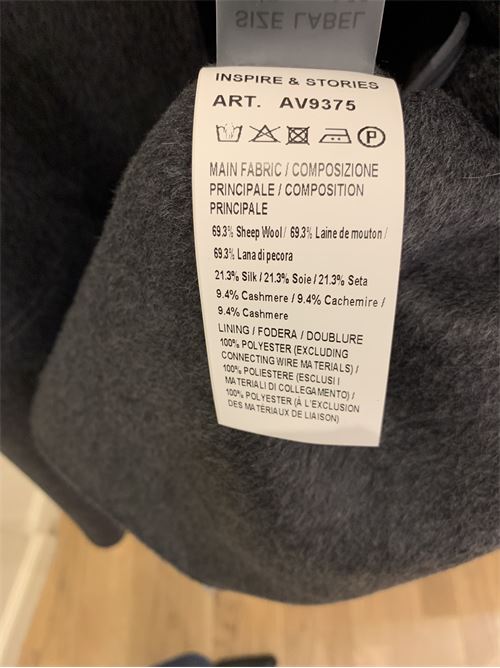 SIZE LABEL
INSPIRE & STORIES
ART. AV9375
P
MAIN FABRIC / COMPOSIZIONE
PRINCIPALE / COMPOSITION
PRINCIPALE
69.3% Sheep Wool / 69.3% Laine de mouton /
69.3% Lana di pecora
21.3% Silk / 21.3% Soie / 21.3% Seta
9.4% Cashmere / 9.4% Cachemire /
9.4% Cashmere
LINING / FODERA / DOUBLURE
100% POLYESTER (EXCLUDING
CONNECTING WIRE MATERIALS) /
100% POLIESTERE (ESCLUSI I
MATERIALI DI COLLEGAMENTO) /
100% POLYESTER (À L'EXCLUSION
DES MATÉRIAUX DE LIAISON)